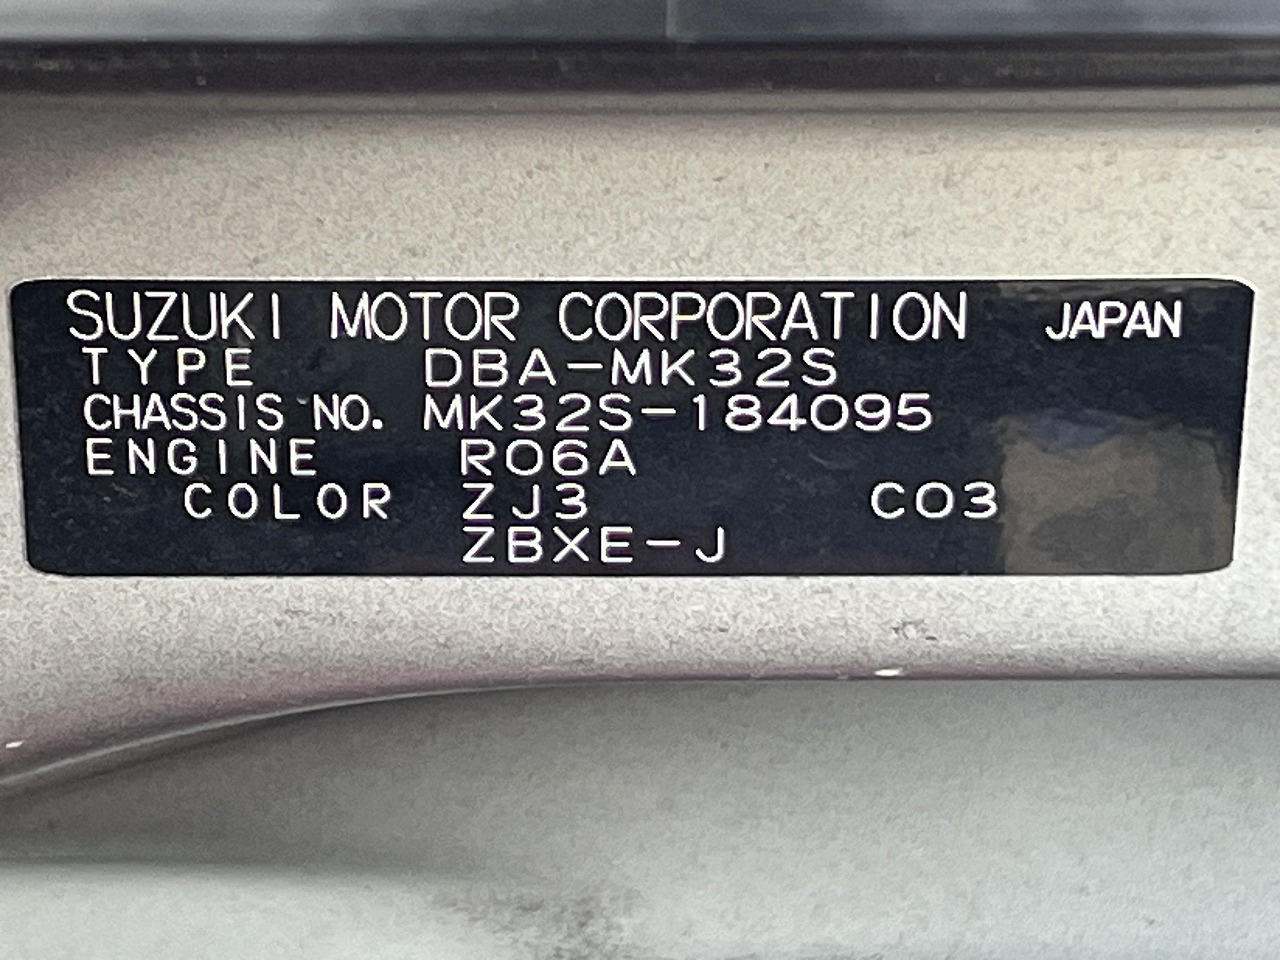 SUZUKI MOTOR CORPORATION JAPAN
TYPE DBA-MK32S
CHASSIS NO. MK32S-184095
ENGINE R06A
COLOR ZJ3 C03
ZBXE-J